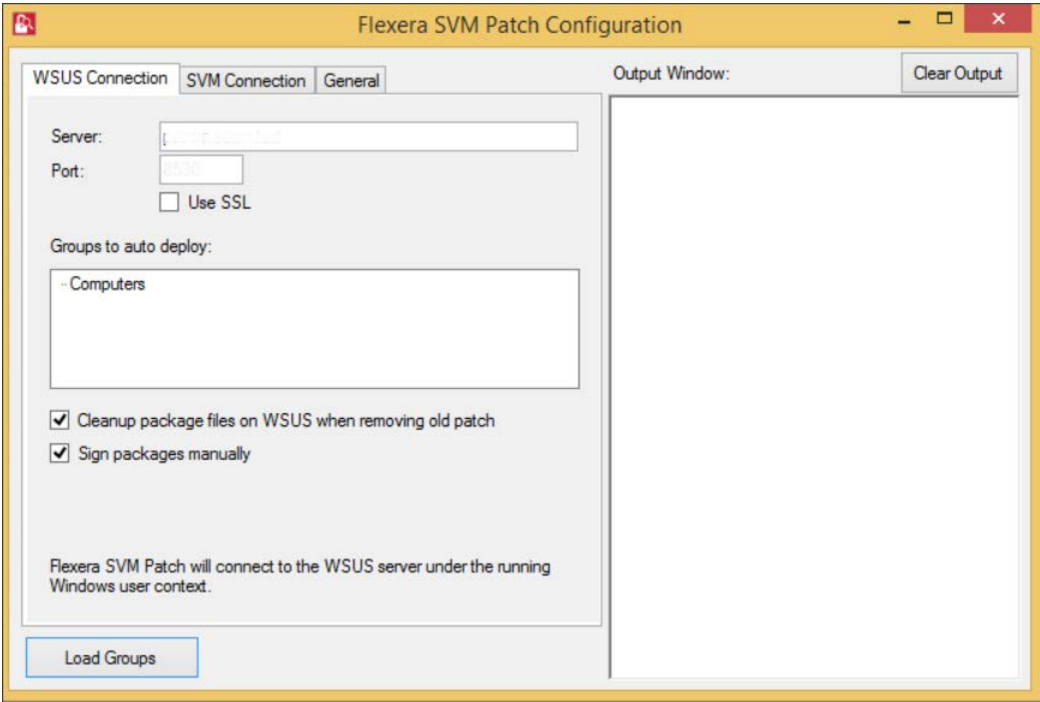 Flexera SVM Patch Configuration
WSUS Connection
SVM Connection
General
Output Window:
Clear Output
Server:
Port:
8530
Use SSL
Groups to auto deploy:
Computers
Cleanup package files on WSUS when removing old patch
Sign packages manually
Flexera SVM Patch will connect to the WSUS server under the running
Windows user context.
Load Groups